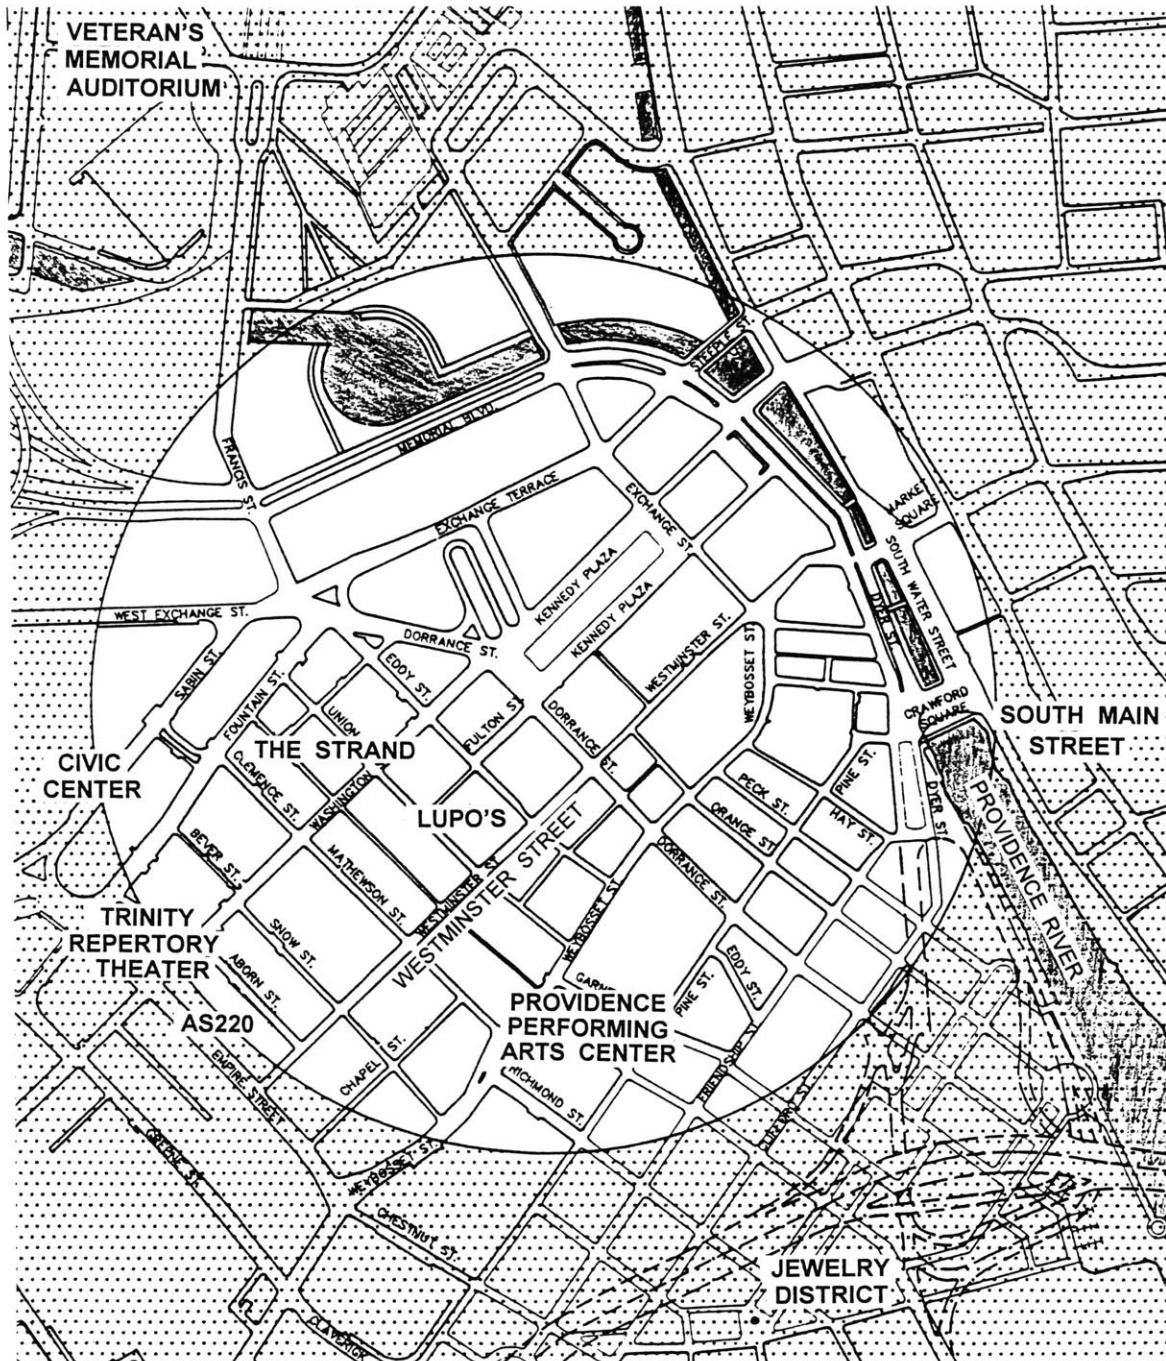 VETERAN'S
MEMORIAL
AUDITORIUM
STEEPLE ST.
FRANCIS ST.
MEMORIAL BLVD.
EXCHANGE TERRACE
EXCHANGE ST.
MARKET
SQUARE
KENNEDY PLAZA
KENNEDY PLAZA
SOUTH WATER STREET
DYER ST.
WEST EXCHANGE ST.
DORRANCE ST.
WESTMINSTER ST.
WEYBOSSET ST.
SABIN ST.
EDDY ST.
FOUNTAIN ST.
UNION
FULTON ST.
DORRANCE
ST.
CRAWFORD
SQUARE
SOUTH MAIN
STREET
THE STRAND
CIVIC
CENTER
CLEMENCE ST.
WASHINGTON
LUPO'S
PECK ST.
PINE ST.
HAY ST.
ORANGE ST.
DYER ST.
PROVIDENCE RIVER
BEVER ST.
MATHEWSON ST.
WESTMINSTER ST.
WESTMINSTER STREET
DORRANCE ST.
WEYBOSSET ST.
TRINITY
REPERTORY
THEATER
SNOW ST.
ABORN ST.
EDDY ST.
PINE ST.
AS220
PROVIDENCE
PERFORMING
ARTS CENTER
EMPIRE STREET
CHAPEL ST.
RICHMOND ST.
FRIENDSHIP ST.
CLIFFORD ST.
GREENE ST.
WEYBOSSET ST.
CHESTNUT ST.
JEWELRY
DISTRICT
CLAVERICK